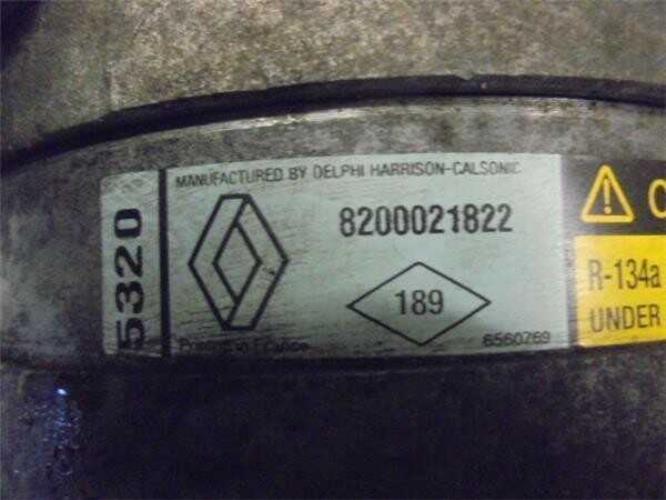 5320
MANUFACTURED BY DELPHI HARRISON-CALSONIC
8200021822
189
6560769
R-134a
UNDER